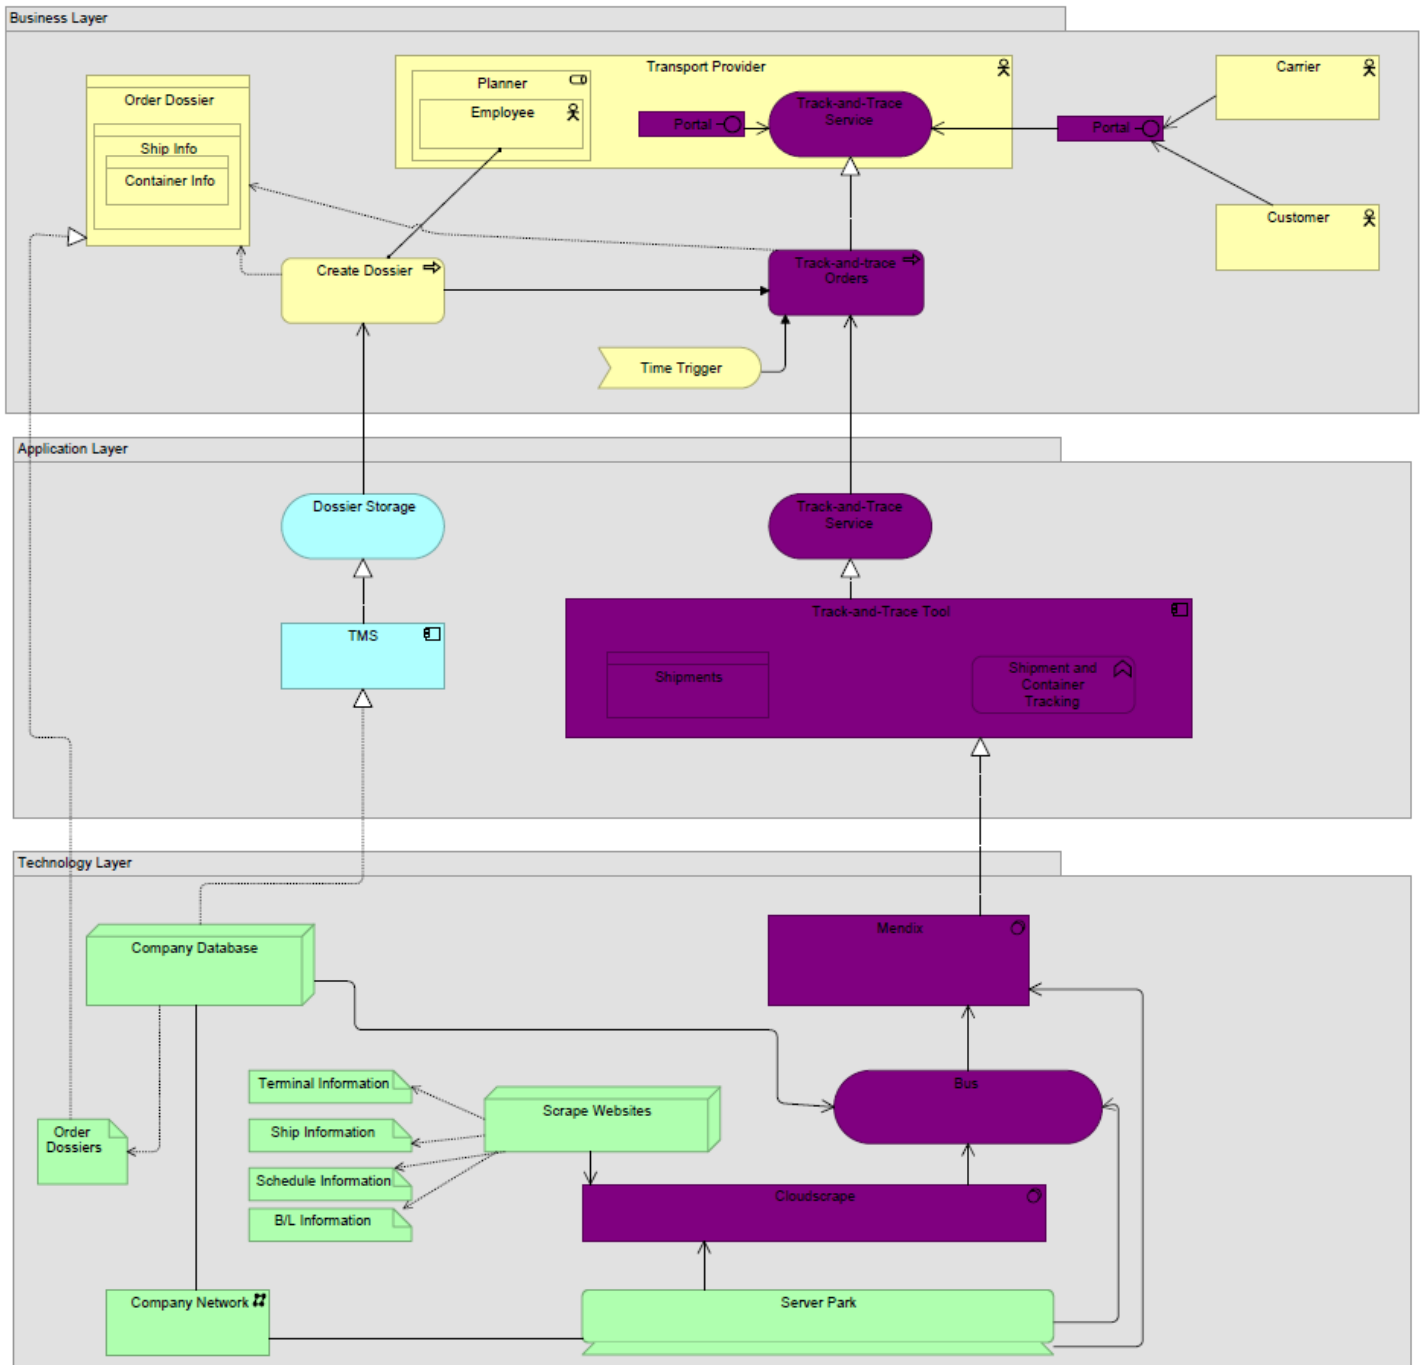 Business Layer
Order Dossier
Ship Info
Container Info
Transport Provider
Planner
Employee
Portal
Track-and-Trace
Service
Portal
Carrier
Customer
Create Dossier
Track-and-trace
Orders
Time Trigger
Application Layer
Dossier Storage
Track-and-Trace
Service
TMS
Track-and-Trace Tool
Shipments
Shipment and
Container
Tracking
Technology Layer
Company Database
Mendix
Terminal Information
Ship Information
Schedule Information
B/L Information
Scrape Websites
Bus
Order
Dossiers
Cloudscrape
Company Network
Server Park